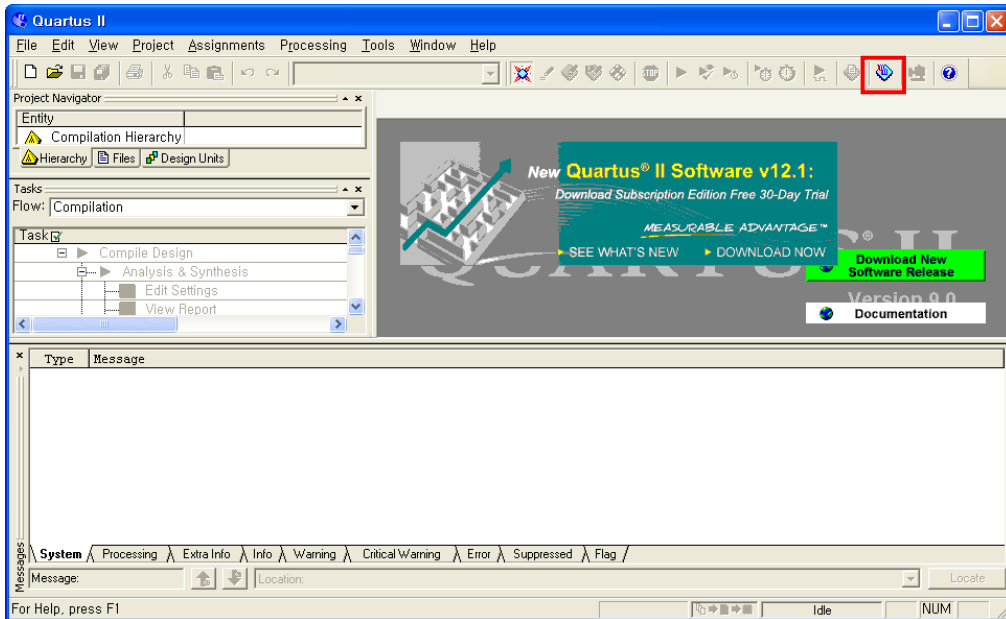 Quartus II
File Edit View Project Assignments Processing Tools Window Help
Project Navigator
Entity
Compilation Hierarchy
Hierarchy Files Design Units
Tasks
Flow: Compilation
Task
Compile Design
Analysis & Synthesis
Edit Settings
View Report
New Quartus® II Software v12.1:
Download Subscription Edition Free 30-Day Trial
MEASURABLE ADVANTAGE™
SEE WHAT'S NEW DOWNLOAD NOW
QUARTUS® II
Download New
Software Release
Version 9.0
Documentation
Type Message
System Processing Extra Info Info Warning Critical Warning Error Suppressed Flag
Messages
Message: Location: Locate
For Help, press F1 Idle NUM